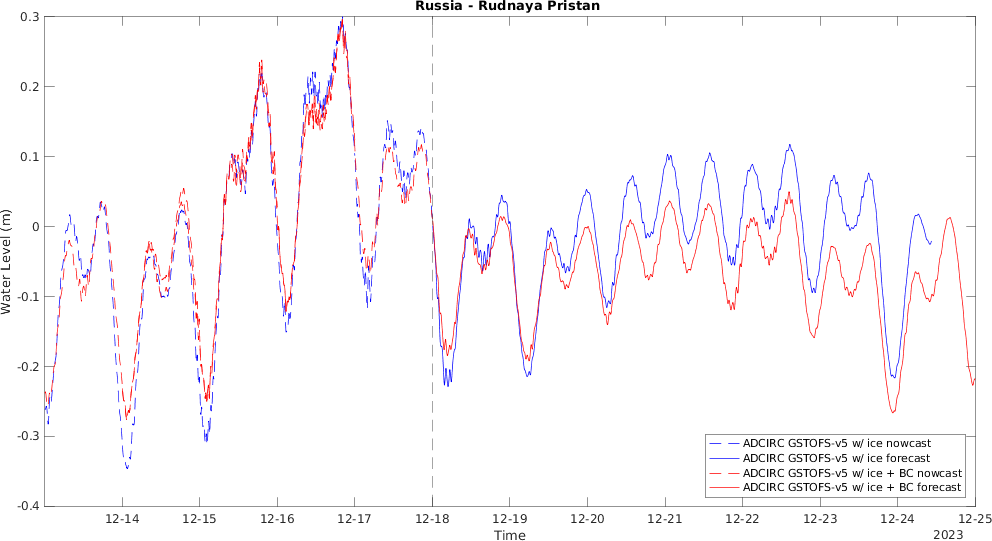 Russia - Rudnaya Pristan
0.3
0.2
0.1
0
-0.1
-0.2
-0.3
-0.4
Water Level (m)
12-14 12-15 12-16 12-17 12-18 12-19 12-20 12-21 12-22 12-23 12-24 12-25
Time
2023
ADCIRC GSTOFS-v5 w/ ice nowcast
ADCIRC GSTOFS-v5 w/ ice forecast
ADCIRC GSTOFS-v5 w/ ice + BC nowcast
ADCIRC GSTOFS-v5 w/ ice + BC forecast